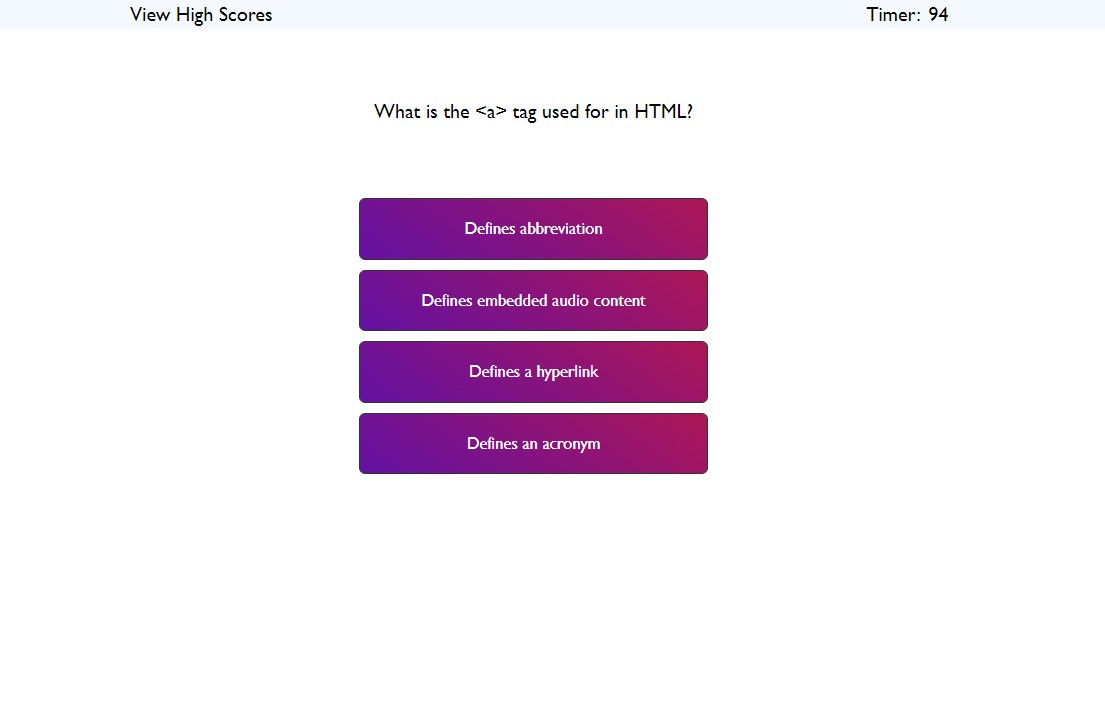 View High Scores
Timer: 94
What is the <a> tag used for in HTML?
Defines abbreviation
Defines embedded audio content
Defines a hyperlink
Defines an acronym